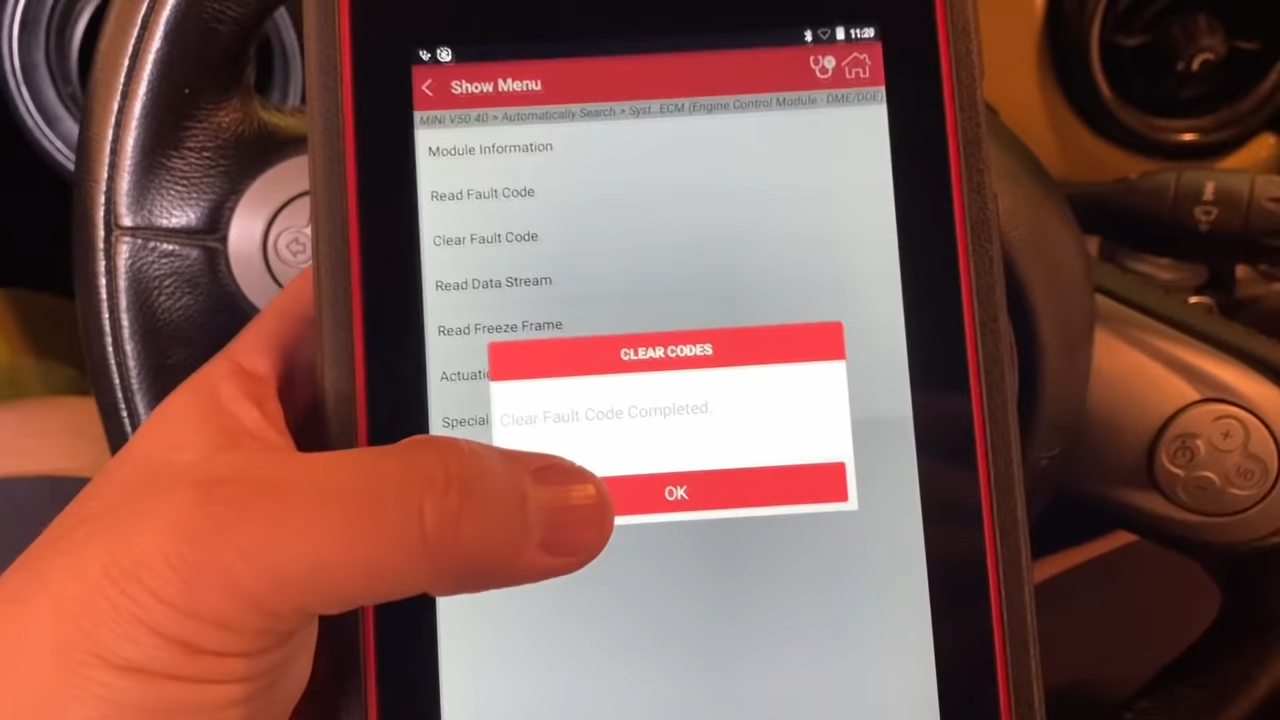 11:29
Show Menu
MINI V50.40 > Automatically Search > Syst.. ECM (Engine Control Module - DME/DDE)
Module Information
Read Fault Code
Clear Fault Code
Read Data Stream
Read Freeze Frame
CLEAR CODES
Special
Clear Fault Code Completed.
OK
+
I/O
-